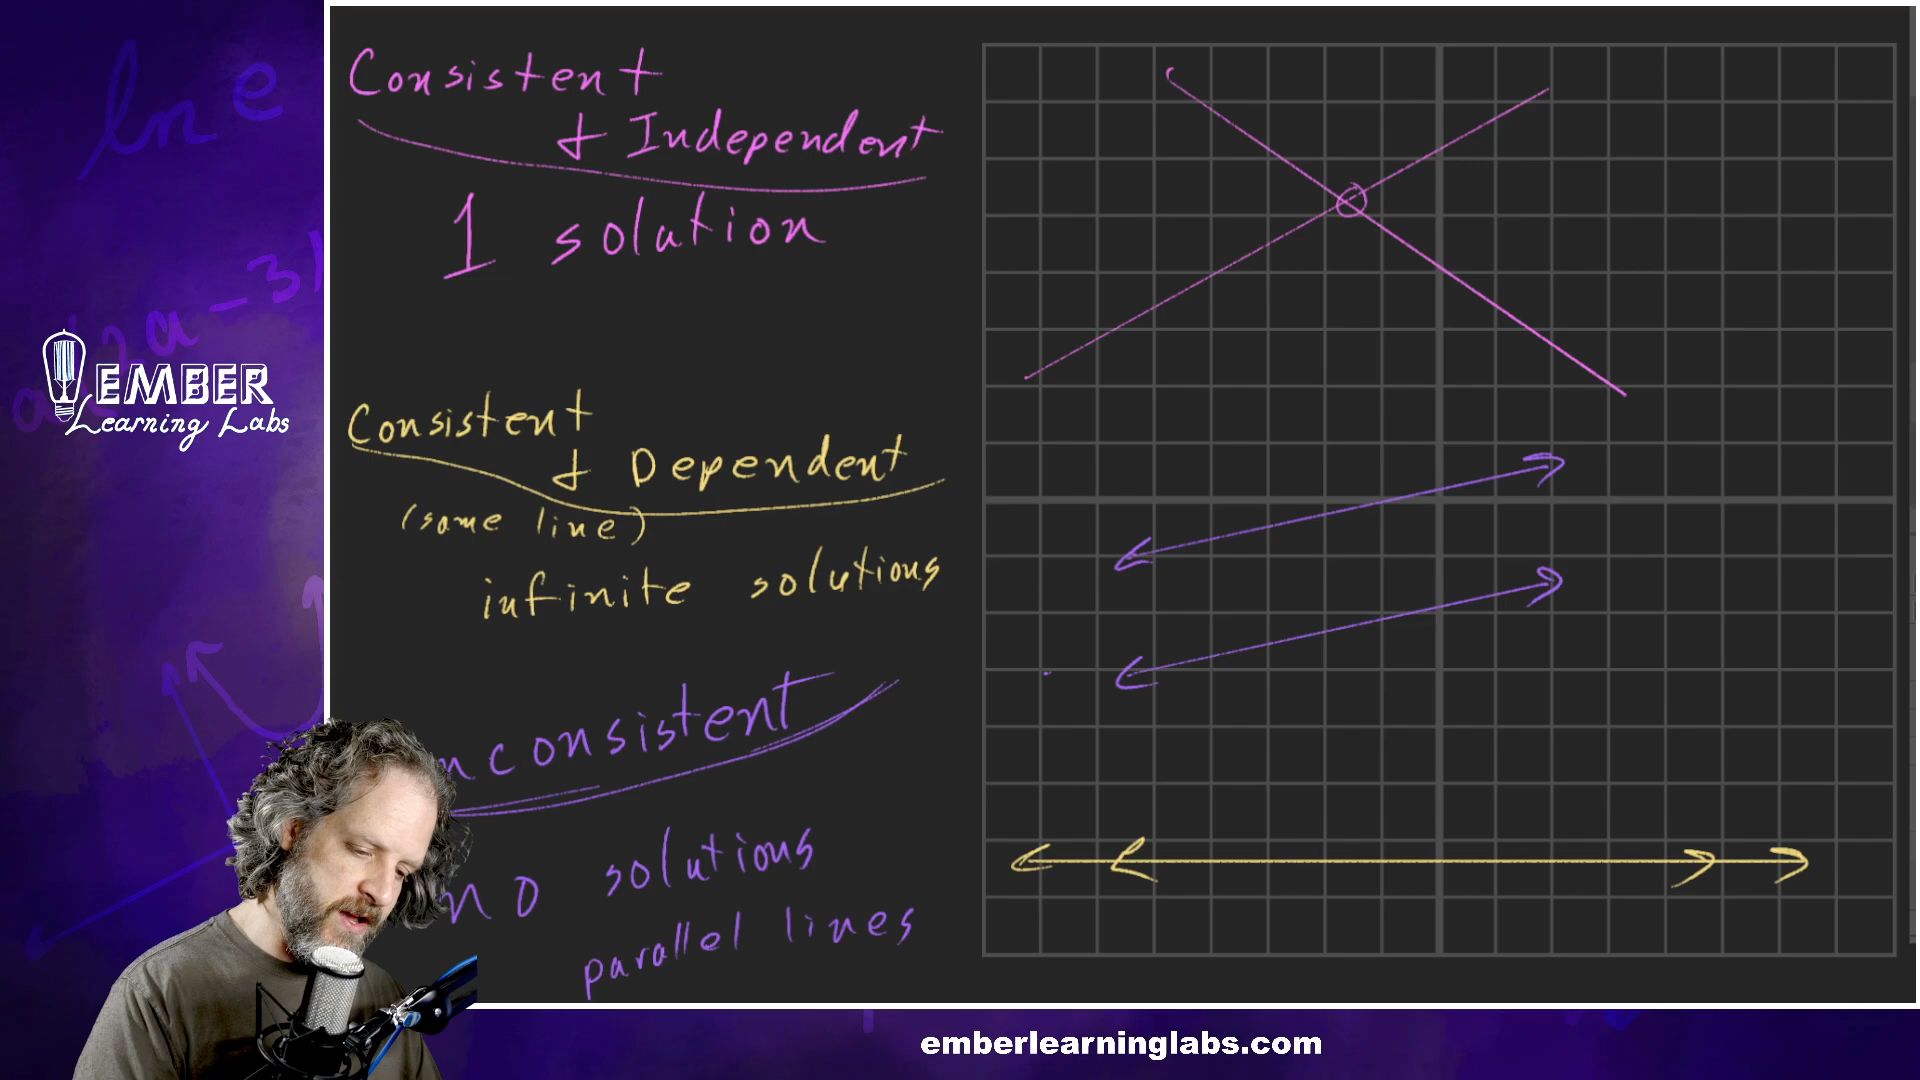 ln e
EMBER
Learning Labs
Consistent
& Independent
1 solution
Consistent
& Dependent
(same line)
infinite solutions
nconsistent
no solutions
parallel lines
emberlearninglabs.com